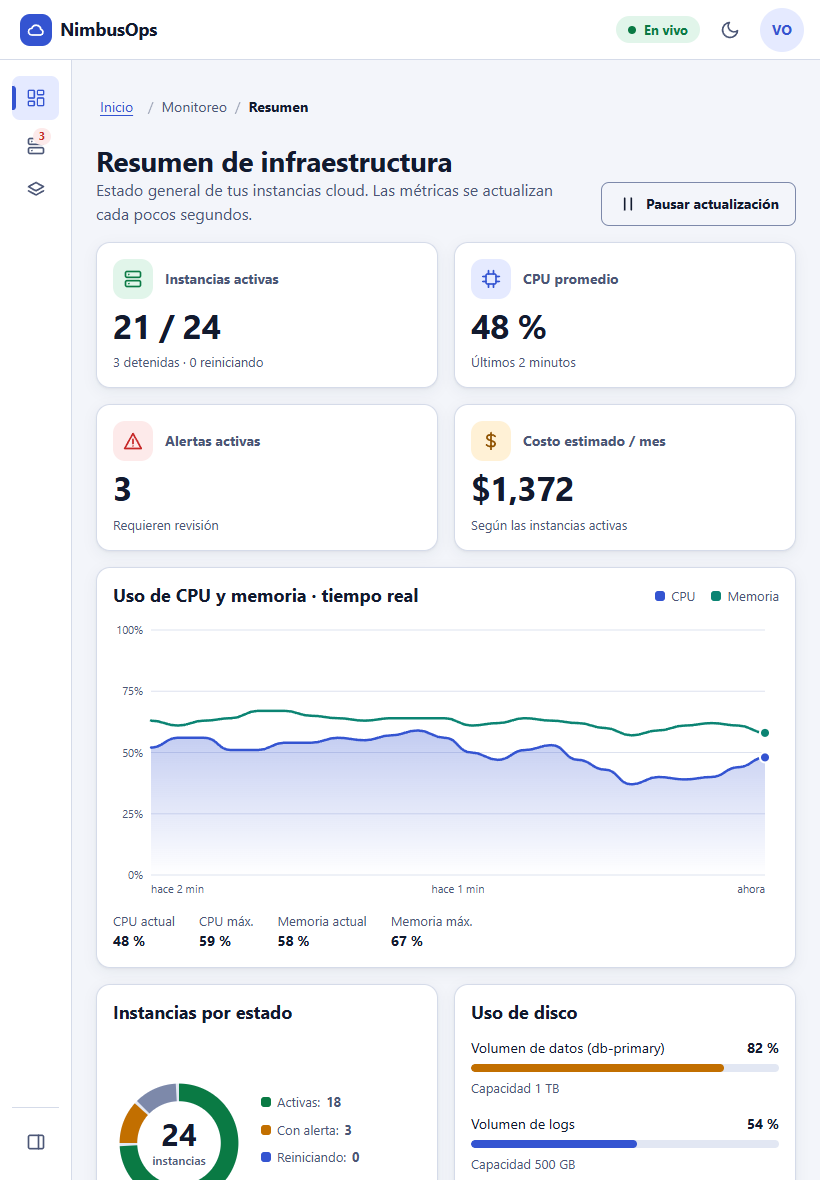 NimbusOps
En vivo
VO
3
Inicio / Monitoreo / Resumen
Resumen de infraestructura
Estado general de tus instancias cloud. Las métricas se actualizan
cada pocos segundos.
Pausar actualización
Instancias activas
21 / 24
3 detenidas · 0 reiniciando
CPU promedio
48 %
Últimos 2 minutos
Alertas activas
3
Requieren revisión
$
Costo estimado / mes
$1,372
Según las instancias activas
Uso de CPU y memoria · tiempo real
CPU
Memoria
100%
75%
50%
25%
0%
hace 2 min
hace 1 min
ahora
CPU actual
48 %
CPU máx.
59 %
Memoria actual
58 %
Memoria máx.
67 %
Instancias por estado
24
instancias
Activas: 18
Con alerta: 3
Reiniciando: 0
Uso de disco
Volumen de datos (db-primary) 82 %
Capacidad 1 TB
Volumen de logs 54 %
Capacidad 500 GB